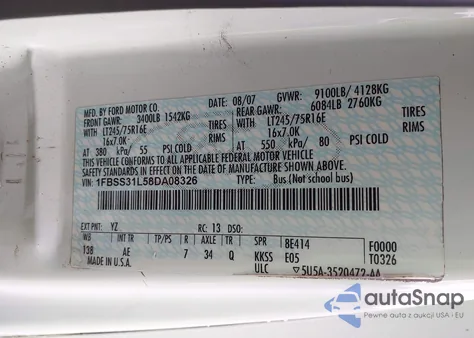 MFD. BY FORD MOTOR CO.
DATE: 08/07 GVWR: 9100LB/ 4128KG
FRONT GAWR: 3400LB 1542KG REAR GAWR: 6084LB 2760KG
WITH LT245/75R16E TIRES WITH LT245/75R16E TIRES
16x7.0K RIMS 16x7.0K RIMS
AT 380 kPa/ 55 PSI COLD AT 550 kPa/ 80 PSI COLD
THIS VEHICLE CONFORMS TO ALL APPLICABLE FEDERAL MOTOR VEHICLE
SAFETY STANDARDS IN EFFECT ON THE DATE OF MANUFACTURE SHOWN ABOVE.
VIN: 1FBSS31L58DA08325 TYPE: Bus(Not school bus)
EXT PNT: YZ RC: 13 DSO:
WB INT TR TP/PS R AXLE TR SPR 8E414 F0000
138 AE 7 34 Q KKSS E05 T0326
MADE IN U.S.A. ULC 5U5A-3520472-AA
autoSnap
Pewne auta z USA • EU